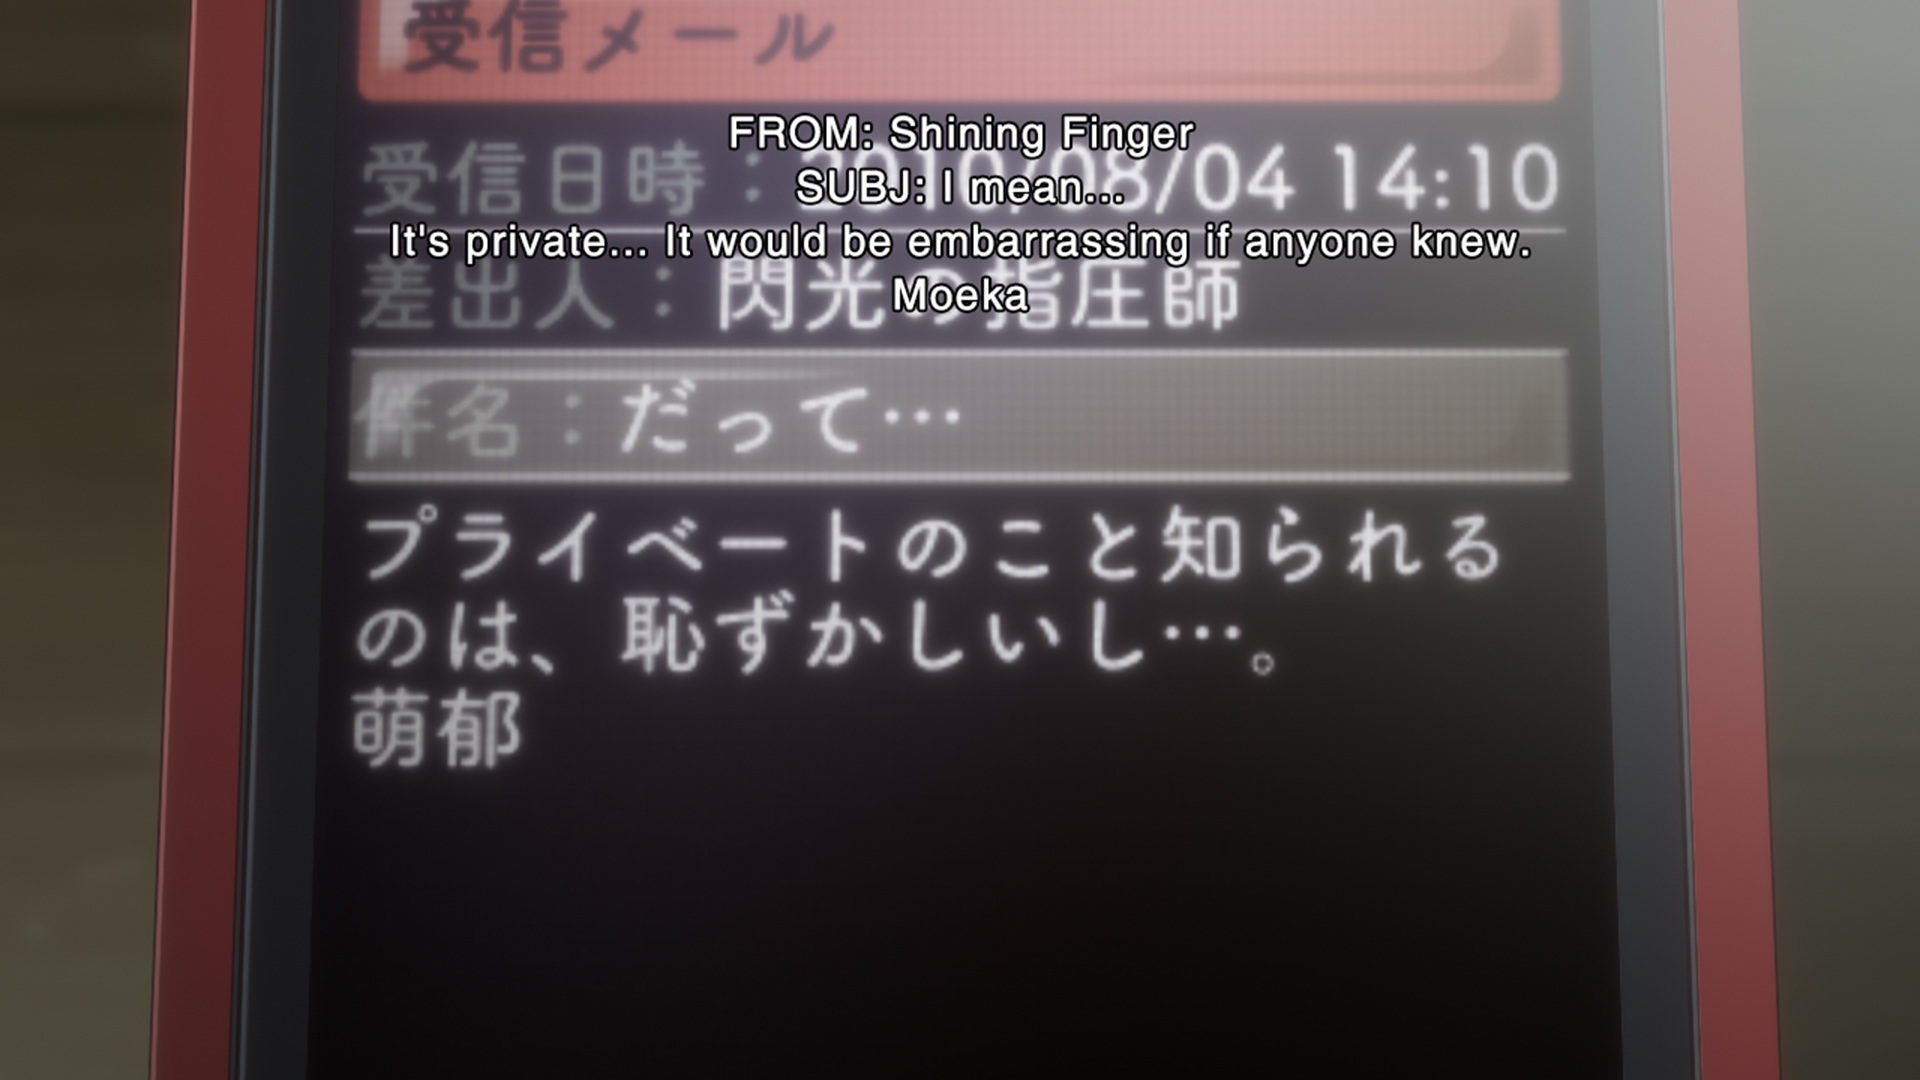 受信メール
FROM: Shining Finger
受信日時：2010/08/04 14:10
SUBJ: I mean...
It's private... It would be embarrassing if anyone knew.
差出人：閃光の指圧師
Moeka
件名：だって…
プライベートのこと知られる
のは、恥ずかしいし…。
萌郁